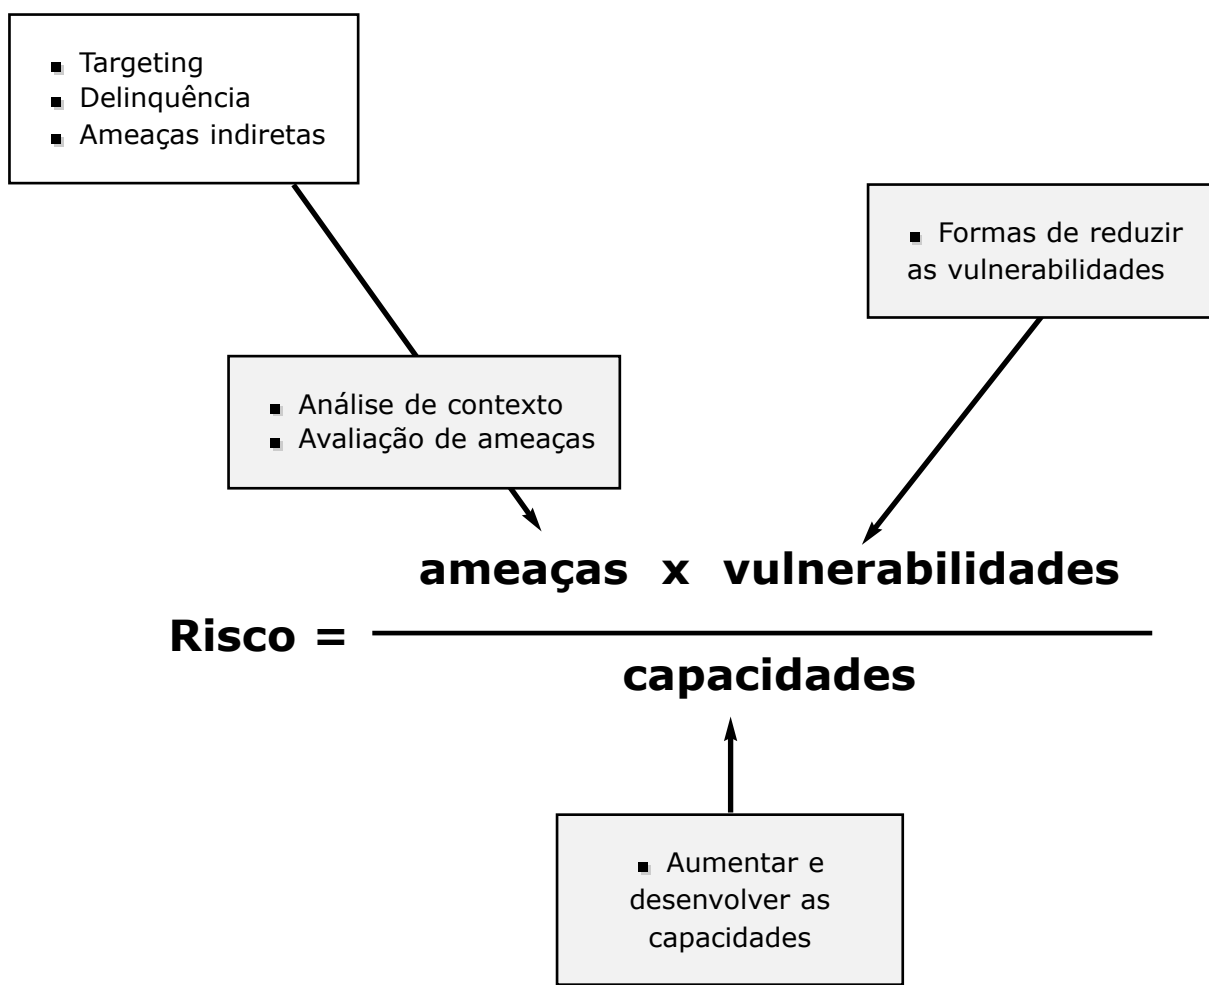 ▪ Targeting
▪ Delinquência
▪ Ameaças indiretas
▪ Formas de reduzir
as vulnerabilidades
▪ Análise de contexto
▪ Avaliação de ameaças
ameaças x vulnerabilidades
Risco =
capacidades
▪ Aumentar e
desenvolver as
capacidades